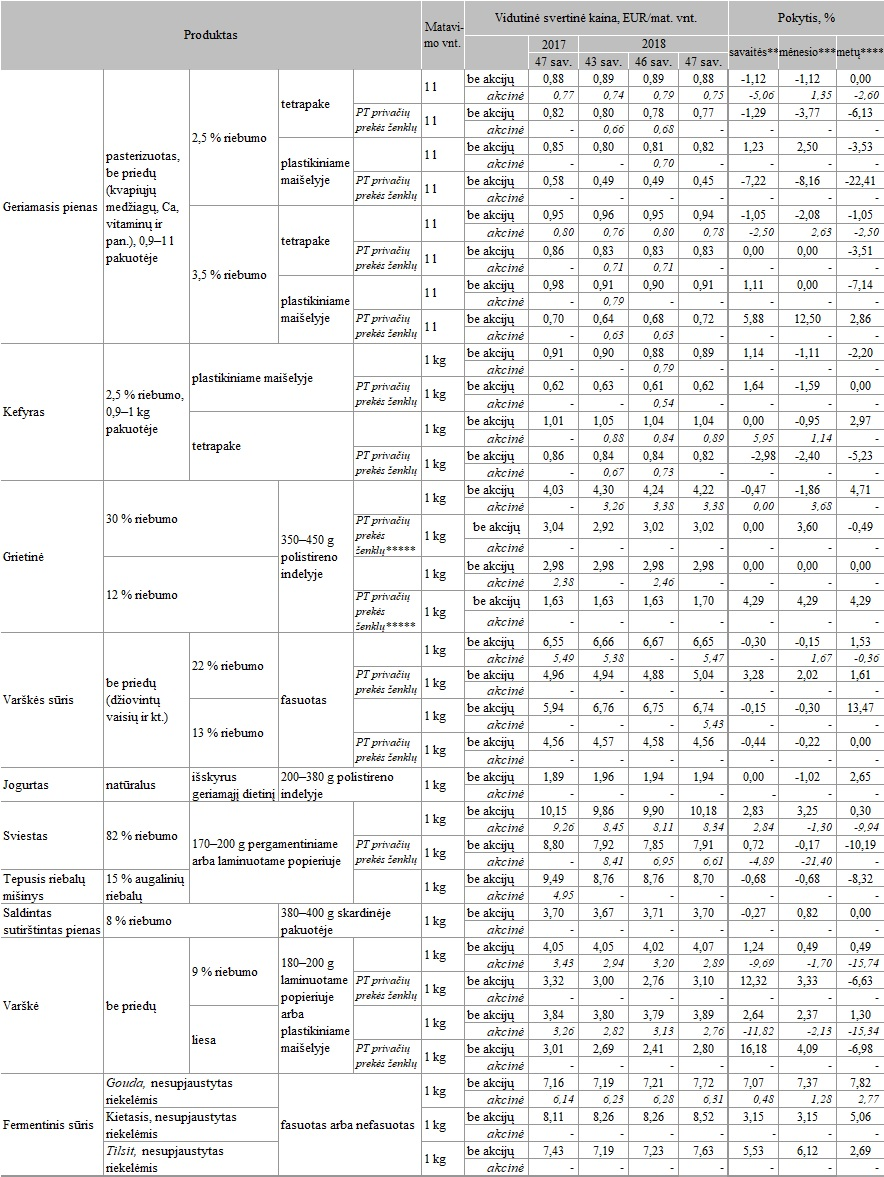 Produktas Matavi- Vidutinė svertinė kaina, EUR/mat. vnt. Pokytis, %
mo vnt. 2017 2018 savaitės** mėnesio*** metų****
47 sav. 43 sav. 46 sav. 47 sav.
Geriamasis pienas
pasterizuotas,
be priedų
(kvapiųjų
medžiagų, Ca,
vitaminų ir
pan.), 0,9–1 l
pakuotėje
2,5 % riebumo
tetrapake
1 l be akcijų 0,88 0,89 0,89 0,88 -1,12 -1,12 0,00
akcinė 0,77 0,74 0,79 0,75 -5,06 1,35 -2,60
PT privačių
prekės ženklų
1 l be akcijų 0,82 0,80 0,78 0,77 -1,29 -3,77 -6,13
akcinė - 0,66 0,68 - - - -
plastikiniame
maišelyje
1 l be akcijų 0,85 0,80 0,81 0,82 1,23 2,50 -3,53
akcinė - - 0,70 - - - -
PT privačių
prekės ženklų
1 l be akcijų 0,58 0,49 0,49 0,45 -7,22 -8,16 -22,41
akcinė - - - - - - -
3,5 % riebumo
tetrapake
1 l be akcijų 0,95 0,96 0,95 0,94 -1,05 -2,08 -1,05
akcinė 0,80 0,76 0,80 0,78 -2,50 2,63 -2,50
PT privačių
prekės ženklų
1 l be akcijų 0,86 0,83 0,83 0,83 0,00 0,00 -3,51
akcinė - 0,71 0,71 - - - -
plastikiniame
maišelyje
1 l be akcijų 0,98 0,91 0,90 0,91 1,11 0,00 -7,14
akcinė - 0,79 - - - - -
PT privačių
prekės ženklų
1 l be akcijų 0,70 0,64 0,68 0,72 5,88 12,50 2,86
akcinė - 0,63 0,63 - - - -
Kefyras
2,5 % riebumo,
0,9–1 kg
pakuotėje
plastikiniame maišelyje
1 kg be akcijų 0,91 0,90 0,88 0,89 1,14 -1,11 -2,20
akcinė - - 0,79 - - - -
PT privačių
prekės ženklų
1 kg be akcijų 0,62 0,63 0,61 0,62 1,64 -1,59 0,00
akcinė - - 0,54 - - - -
tetrapake
1 kg be akcijų 1,01 1,05 1,04 1,04 0,00 -0,95 2,97
akcinė - 0,88 0,84 0,89 5,95 1,14 -
PT privačių
prekės ženklų
1 kg be akcijų 0,86 0,84 0,84 0,82 -2,98 -2,40 -5,23
akcinė - 0,67 0,73 - - - -
Grietinė
30 % riebumo
350–450 g
polistireno
indelyje
1 kg be akcijų 4,03 4,30 4,24 4,22 -0,47 -1,86 4,71
akcinė - 3,26 3,38 3,38 0,00 3,68 -
PT privačių
prekės
ženklų*****
1 kg be akcijų 3,04 2,92 3,02 3,02 0,00 3,60 -0,49
akcinė - - - - - - -
12 % riebumo
1 kg be akcijų 2,98 2,98 2,98 2,98 0,00 0,00 0,00
akcinė 2,38 - 2,46 - - - -
PT privačių
prekės
ženklų*****
1 kg be akcijų 1,63 1,63 1,63 1,70 4,29 4,29 4,29
akcinė - - - - - - -
Varškės sūris
be priedų
(džiovintų
vaisių ir kt.)
22 % riebumo
fasuotas
1 kg be akcijų 6,55 6,66 6,67 6,65 -0,30 -0,15 1,53
akcinė 5,49 5,38 - 5,47 - 1,67 -0,36
PT privačių
prekės ženklų
1 kg be akcijų 4,96 4,94 4,88 5,04 3,28 2,02 1,61
akcinė - - - - - - -
13 % riebumo
1 kg be akcijų 5,94 6,76 6,75 6,74 -0,15 -0,30 13,47
akcinė - - - 5,43 - - -
PT privačių
prekės ženklų
1 kg be akcijų 4,56 4,57 4,58 4,56 -0,44 -0,22 0,00
akcinė - - - - - - -
Jogurtas
natūralus
išskyrus
geriamąjį dietinį
200–380 g polistireno
indelyje
1 kg be akcijų 1,89 1,96 1,94 1,94 0,00 -1,02 2,65
akcinė - - - - - - -
Sviestas
82 % riebumo
170–200 g pergamentiniame
arba laminuotame popieriuje
1 kg be akcijų 10,15 9,86 9,90 10,18 2,83 3,25 0,30
akcinė 9,26 8,45 8,11 8,34 2,84 -1,30 -9,94
PT privačių
prekės ženklų
1 kg be akcijų 8,80 7,92 7,85 7,91 0,72 -0,17 -10,19
akcinė - 8,41 6,95 6,61 -4,89 -21,40 -
Tepusis riebalų
mišinys
15 % augalinių
riebalų
1 kg be akcijų 9,49 8,76 8,76 8,70 -0,68 -0,68 -8,32
akcinė 4,95 - - - - - -
Saldintas
sutirštintas pienas
8 % riebumo
380–400 g skardinėje
pakuotėje
1 kg be akcijų 3,70 3,67 3,71 3,70 -0,27 0,82 0,00
akcinė - - - - - - -
Varškė
be priedų
9 % riebumo
180–200 g
laminuotame
popieriuje
arba
plastikiniame
maišelyje
1 kg be akcijų 4,05 4,05 4,02 4,07 1,24 0,49 0,49
akcinė 3,43 2,94 3,20 2,89 -9,69 -1,70 -15,74
PT privačių
prekės ženklų
1 kg be akcijų 3,32 3,00 2,76 3,10 12,32 3,33 -6,63
akcinė - - - - - - -
liesa
1 kg be akcijų 3,84 3,80 3,79 3,89 2,64 2,37 1,30
akcinė 3,26 2,82 3,13 2,76 -11,82 -2,13 -15,34
PT privačių
prekės ženklų
1 kg be akcijų 3,01 2,69 2,41 2,80 16,18 4,09 -6,98
akcinė - - - - - - -
Fermentinis sūris
Gouda, nesupjaustytas
riekelėmis
fasuotas arba nefasuotas
1 kg be akcijų 7,16 7,19 7,21 7,72 7,07 7,37 7,82
akcinė 6,14 6,23 6,28 6,31 0,48 1,28 2,77
Kietasis, nesupjaustytas
riekelėmis
1 kg be akcijų 8,11 8,26 8,26 8,52 3,15 3,15 5,06
akcinė - - - - - - -
Tilsit, nesupjaustytas
riekelėmis
1 kg be akcijų 7,43 7,19 7,23 7,63 5,53 6,12 2,69
akcinė - - - - - - -